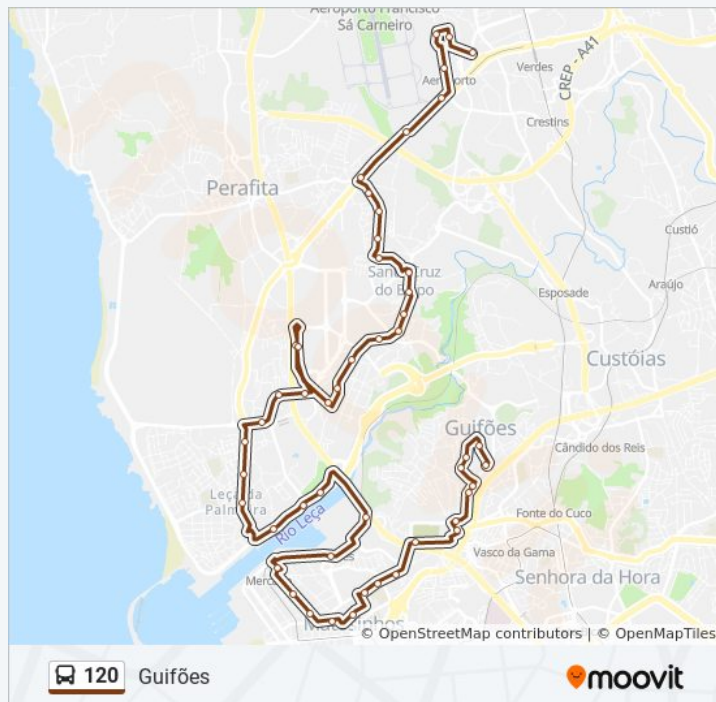 Aeroporto Francisco
Sá Carneiro
Verdes
Aeroporto
CREP - A41
Crestins
Perafita
Custió
Santa Cruz
do Bispo
Araújo
Esposade
Custóias
Guifões
Cândido dos Reis
Leça da
Palmeira
Rio Leça
Fonte do Cuco
Vasco da Gama
Senhora da Hora
Matosinhos
© OpenStreetMap contributors | © OpenMapTiles
120 Guifões
moovit